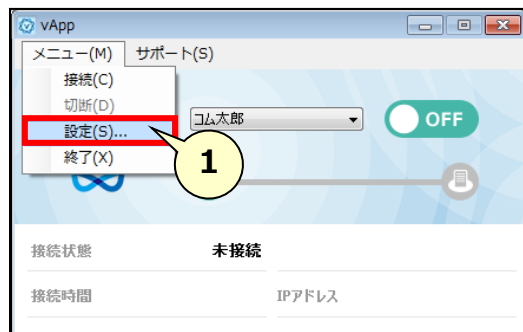 vApp
メニュー(M) サポート(S)
接続(C)
切断(D)
設定(S)...
終了(X)
コム太郎
OFF
1
接続状態 未接続
接続時間 IPアドレス